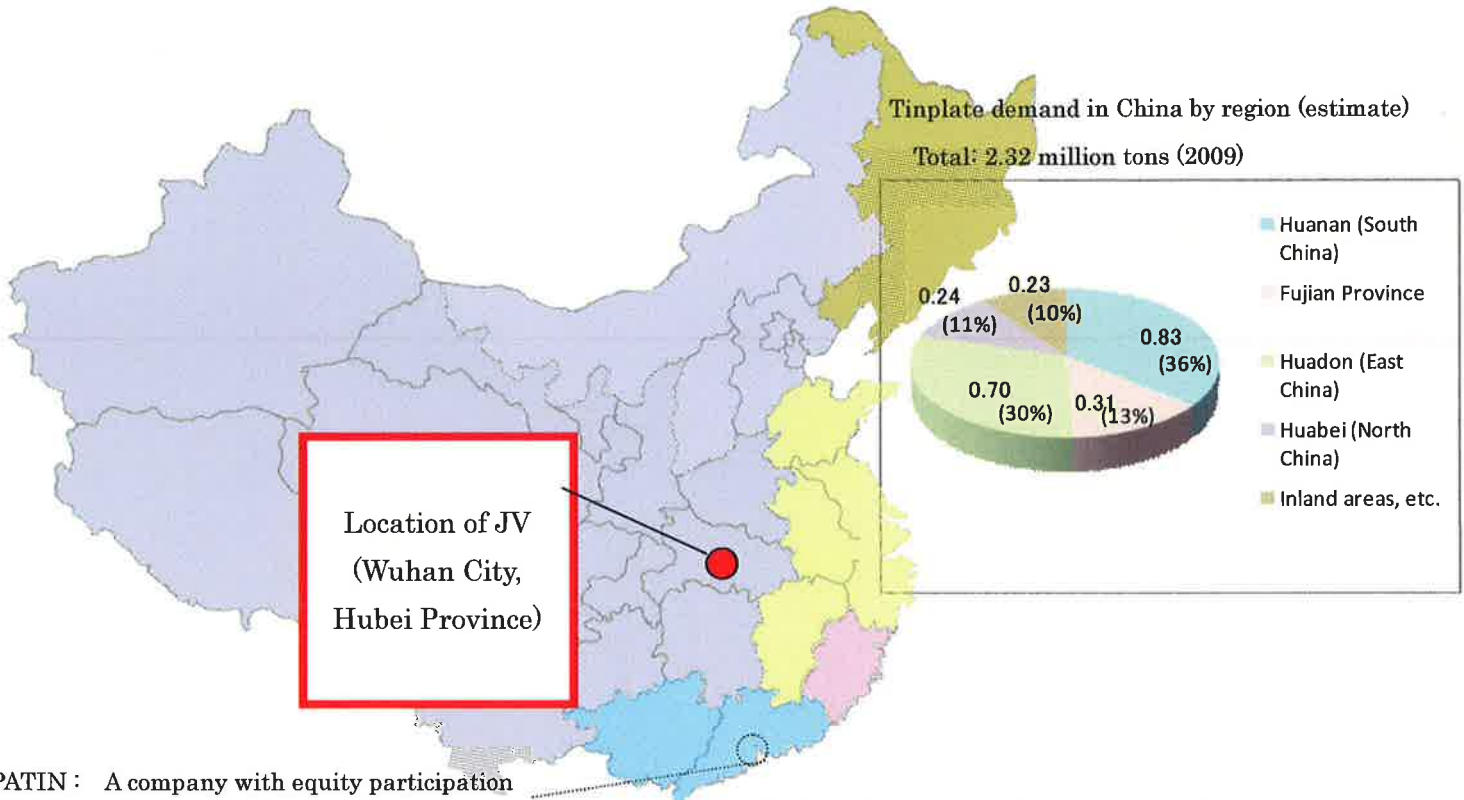 Tinplate demand in China by region (estimate)
Total: 2.32 million tons (2009)
Huanan (South
China)
Fujian Province
Huadon (East
China)
Huabei (North
China)
Inland areas, etc.
0.24
(11%)
0.23
(10%)
0.83
(36%)
0.70
(30%)
0.31
(13%)
Location of JV
(Wuhan City,
Hubei Province)
PATIN : A company with equity participation